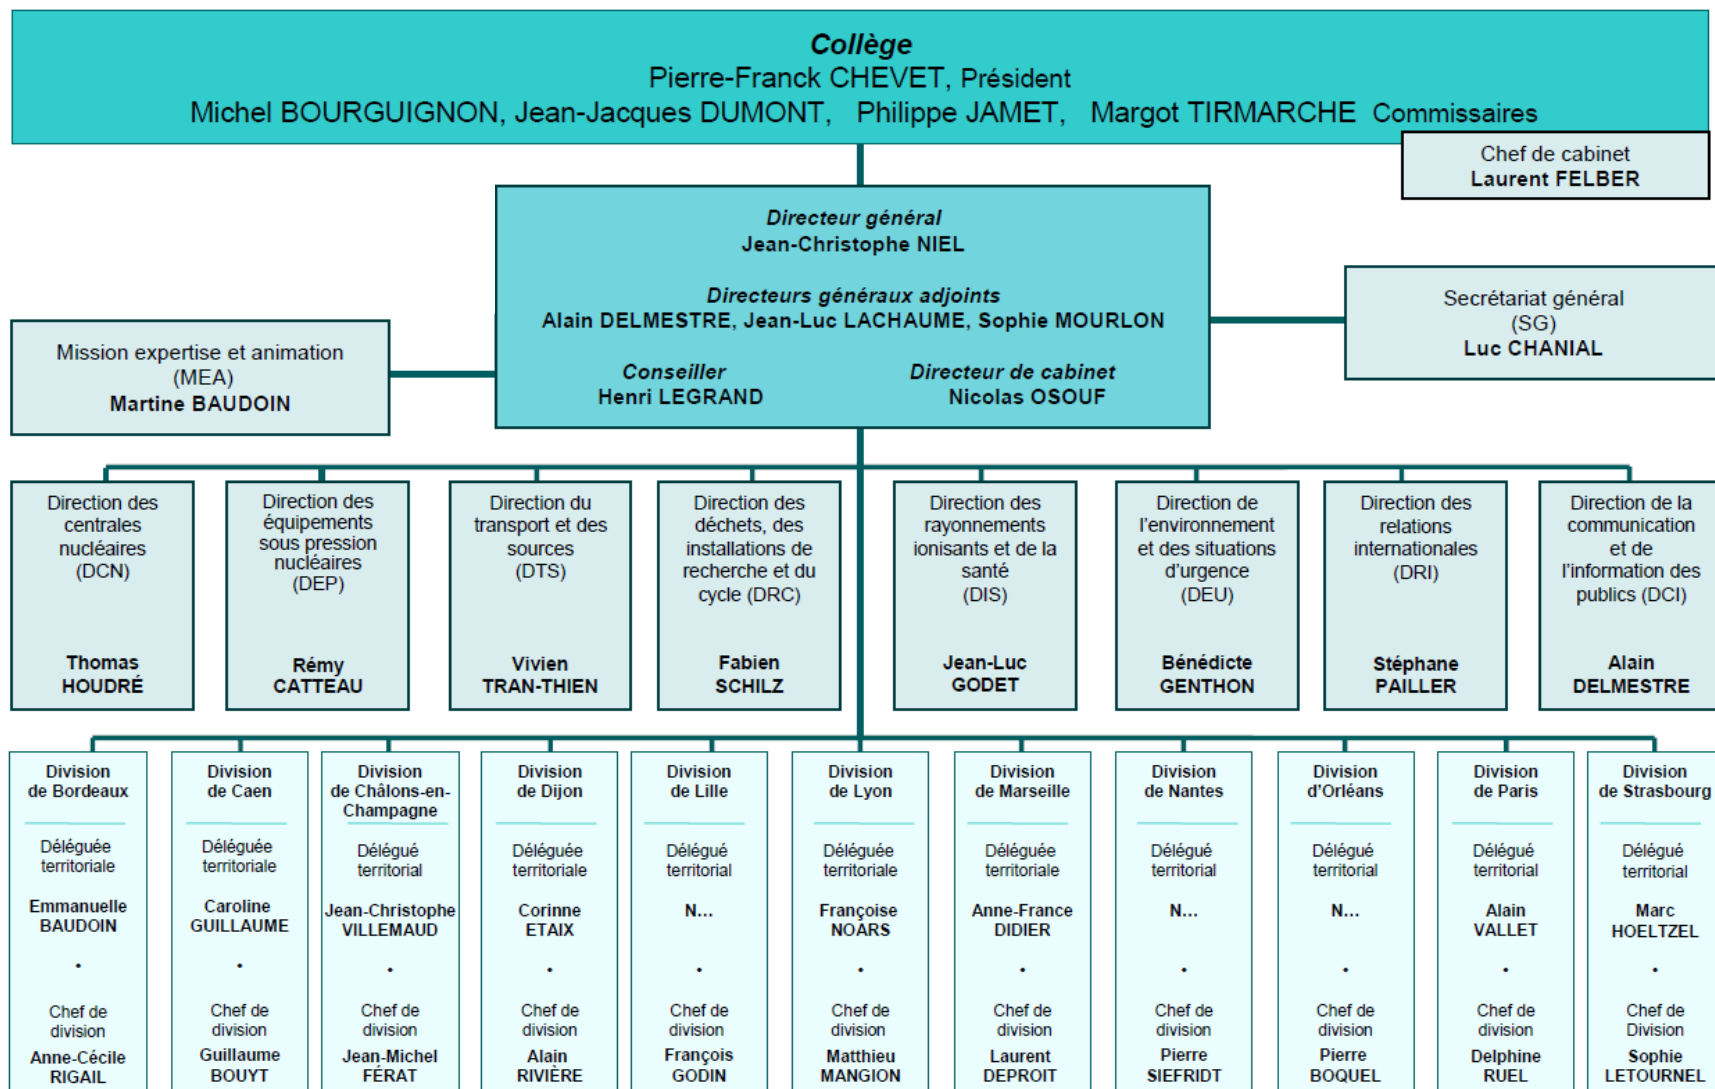 Collège
Pierre-Franck CHEVET, Président
Michel BOURGUIGNON, Jean-Jacques DUMONT, Philippe JAMET, Margot TIRMARCHE Commissaires
Chef de cabinet
Laurent FELBER
Directeur général
Jean-Christophe NIEL
Directeurs généraux adjoints
Alain DELMESTRE, Jean-Luc LACHAUME, Sophie MOURLON
Conseiller
Henri LEGRAND
Directeur de cabinet
Nicolas OSOUF
Secrétariat général
(SG)
Luc CHANIAL
Mission expertise et animation
(MEA)
Martine BAUDOIN
Direction des
centrales
nucléaires
(DCN)
Thomas
HOUDRÉ
Direction des
équipements
sous pression
nucléaires
(DEP)
Rémy
CATTEAU
Direction du
transport et des
sources
(DTS)
Vivien
TRAN-THIEN
Direction des
déchets, des
installations de
recherche et du
cycle (DRC)
Fabien
SCHILZ
Direction des
rayonnements
ionisants et de la
santé
(DIS)
Jean-Luc
GODET
Direction de
l'environnement
et des situations
d'urgence
(DEU)
Bénédicte
GENTHON
Direction des
relations
internationales
(DRI)
Stéphane
PAILLER
Direction de la
communication
et de
l'information des
publics (DCI)
Alain
DELMESTRE
Division
de Bordeaux
Déléguée
territoriale
Emmanuelle
BAUDOIN
•
Chef de
division
Anne-Cécile
RIGAIL
Division
de Caen
Déléguée
territoriale
Caroline
GUILLAUME
•
Chef de
division
Guillaume
BOUYT
Division
de Châlons-en-
Champagne
Délégué
territorial
Jean-Christophe
VILLEMAUD
•
Chef de
division
Jean-Michel
FÉRAT
Division
de Dijon
Déléguée
territoriale
Corinne
ETAIX
•
Chef de
division
Alain
RIVIÈRE
Division
de Lille
Délégué
territorial
N...
•
Chef de
division
François
GODIN
Division
de Lyon
Déléguée
territoriale
Françoise
NOARS
•
Chef de
division
Matthieu
MANGION
Division
de Marseille
Déléguée
territoriale
Anne-France
DIDIER
•
Chef de
division
Laurent
DEPROIT
Division
de Nantes
Délégué
territorial
N...
•
Chef de
division
Pierre
SIEFRIDT
Division
d'Orléans
Délégué
territorial
N...
•
Chef de
division
Pierre
BOQUEL
Division
de Paris
Délégué
territorial
Alain
VALLET
•
Chef de
division
Delphine
RUEL
Division
de Strasbourg
Délégué
territorial
Marc
HOELTZEL
•
Chef de
Division
Sophie
LETOURNEL